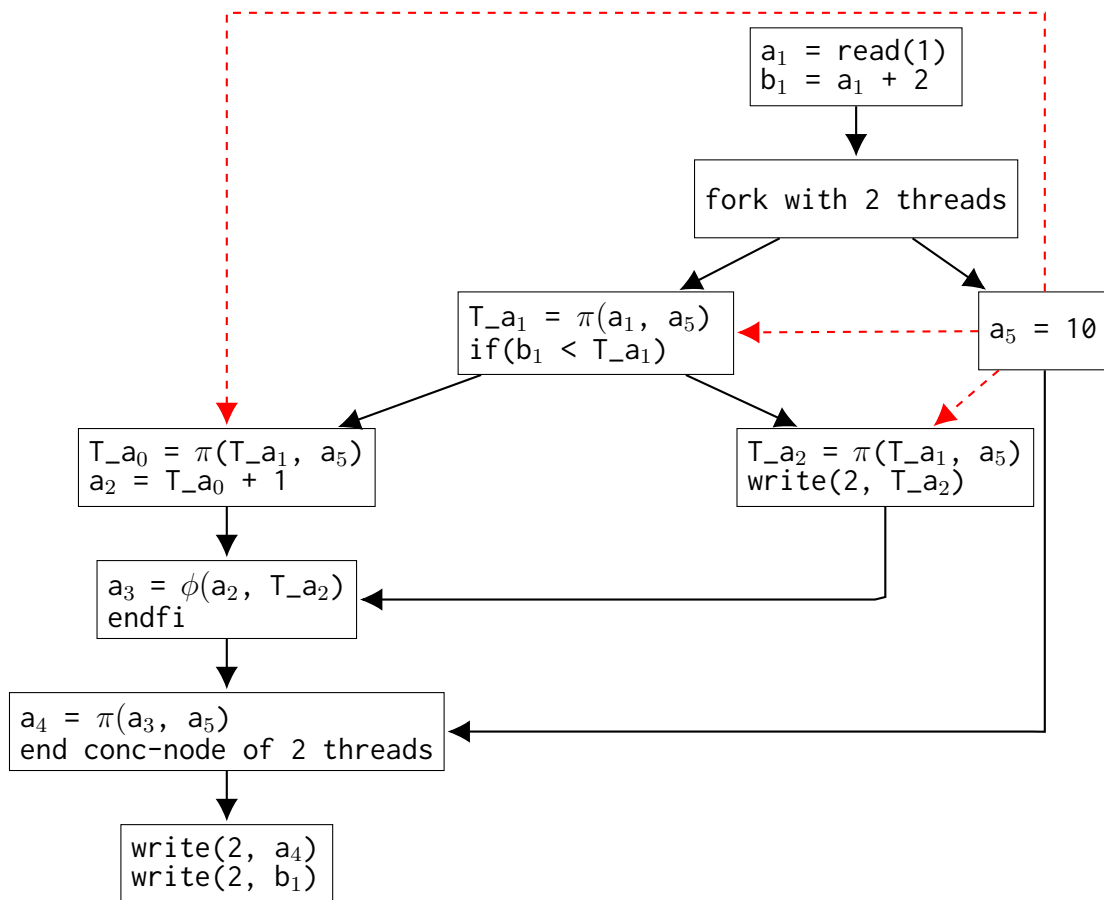 a₁ = read(1)
b₁ = a₁ + 2
fork with 2 threads
T_a₁ = π(a₁, a₅)
if(b₁ < T_a₁)
a₅ = 10
T_a₀ = π(T_a₁, a₅)
a₂ = T_a₀ + 1
T_a₂ = π(T_a₁, a₅)
write(2, T_a₂)
a₃ = ϕ(a₂, T_a₂)
endfi
a₄ = π(a₃, a₅)
end conc-node of 2 threads
write(2, a₄)
write(2, b₁)